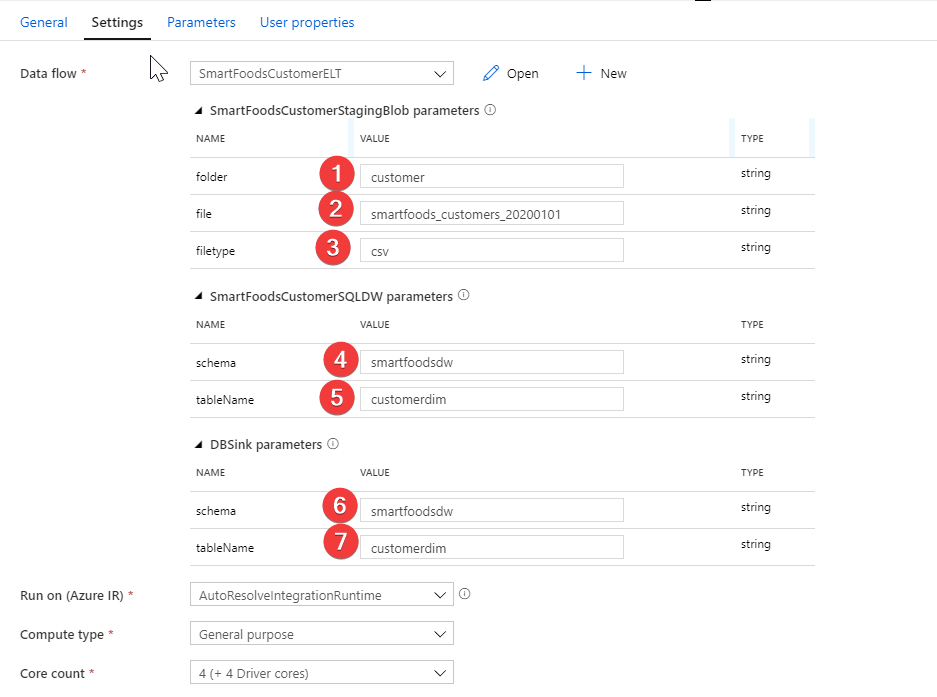 General Settings Parameters User properties
Data flow * SmartFoodsCustomerELT Open New
SmartFoodsCustomerStagingBlob parameters
NAME VALUE TYPE
folder 1 customer string
file 2 smartfoods_customers_20200101 string
filetype 3 csv string
SmartFoodsCustomerSQLDW parameters
NAME VALUE TYPE
schema 4 smartfoodsdw string
tableName 5 customerdim string
DBSink parameters
NAME VALUE TYPE
schema 6 smartfoodsdw string
tableName 7 customerdim string
Run on (Azure IR) * AutoResolveIntegrationRuntime
Compute type * General purpose
Core count * 4 (+ 4 Driver cores)